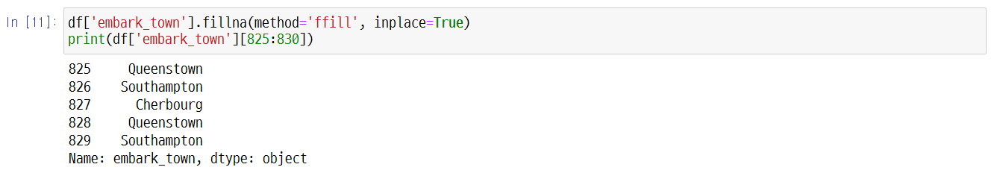 In [11]:
df['embark_town'].fillna(method='ffill', inplace=True)
print(df['embark_town'][825:830])
825 Queenstown
826 Southampton
827 Cherbourg
828 Queenstown
829 Southampton
Name: embark_town, dtype: object